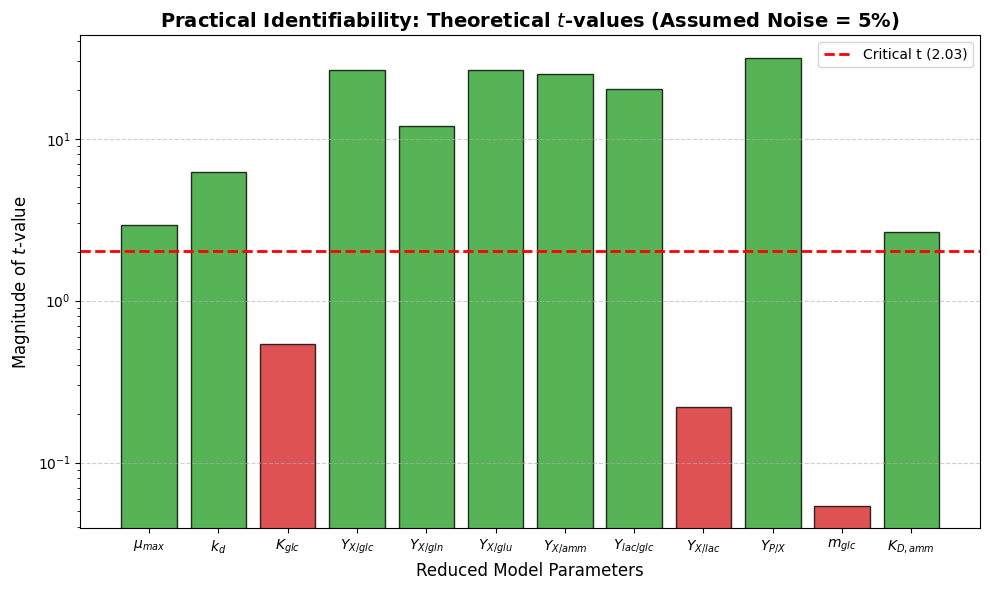 Practical Identifiability: Theoretical t-values (Assumed Noise = 5%)
Critical t (2.03)
Magnitude of t-value
10¹
10⁰
10⁻¹
μmax kd Kglc YX/glc YX/gln YX/glu YX/amm Ylac/glc YX/lac YP/X mglc KD,amm
Reduced Model Parameters